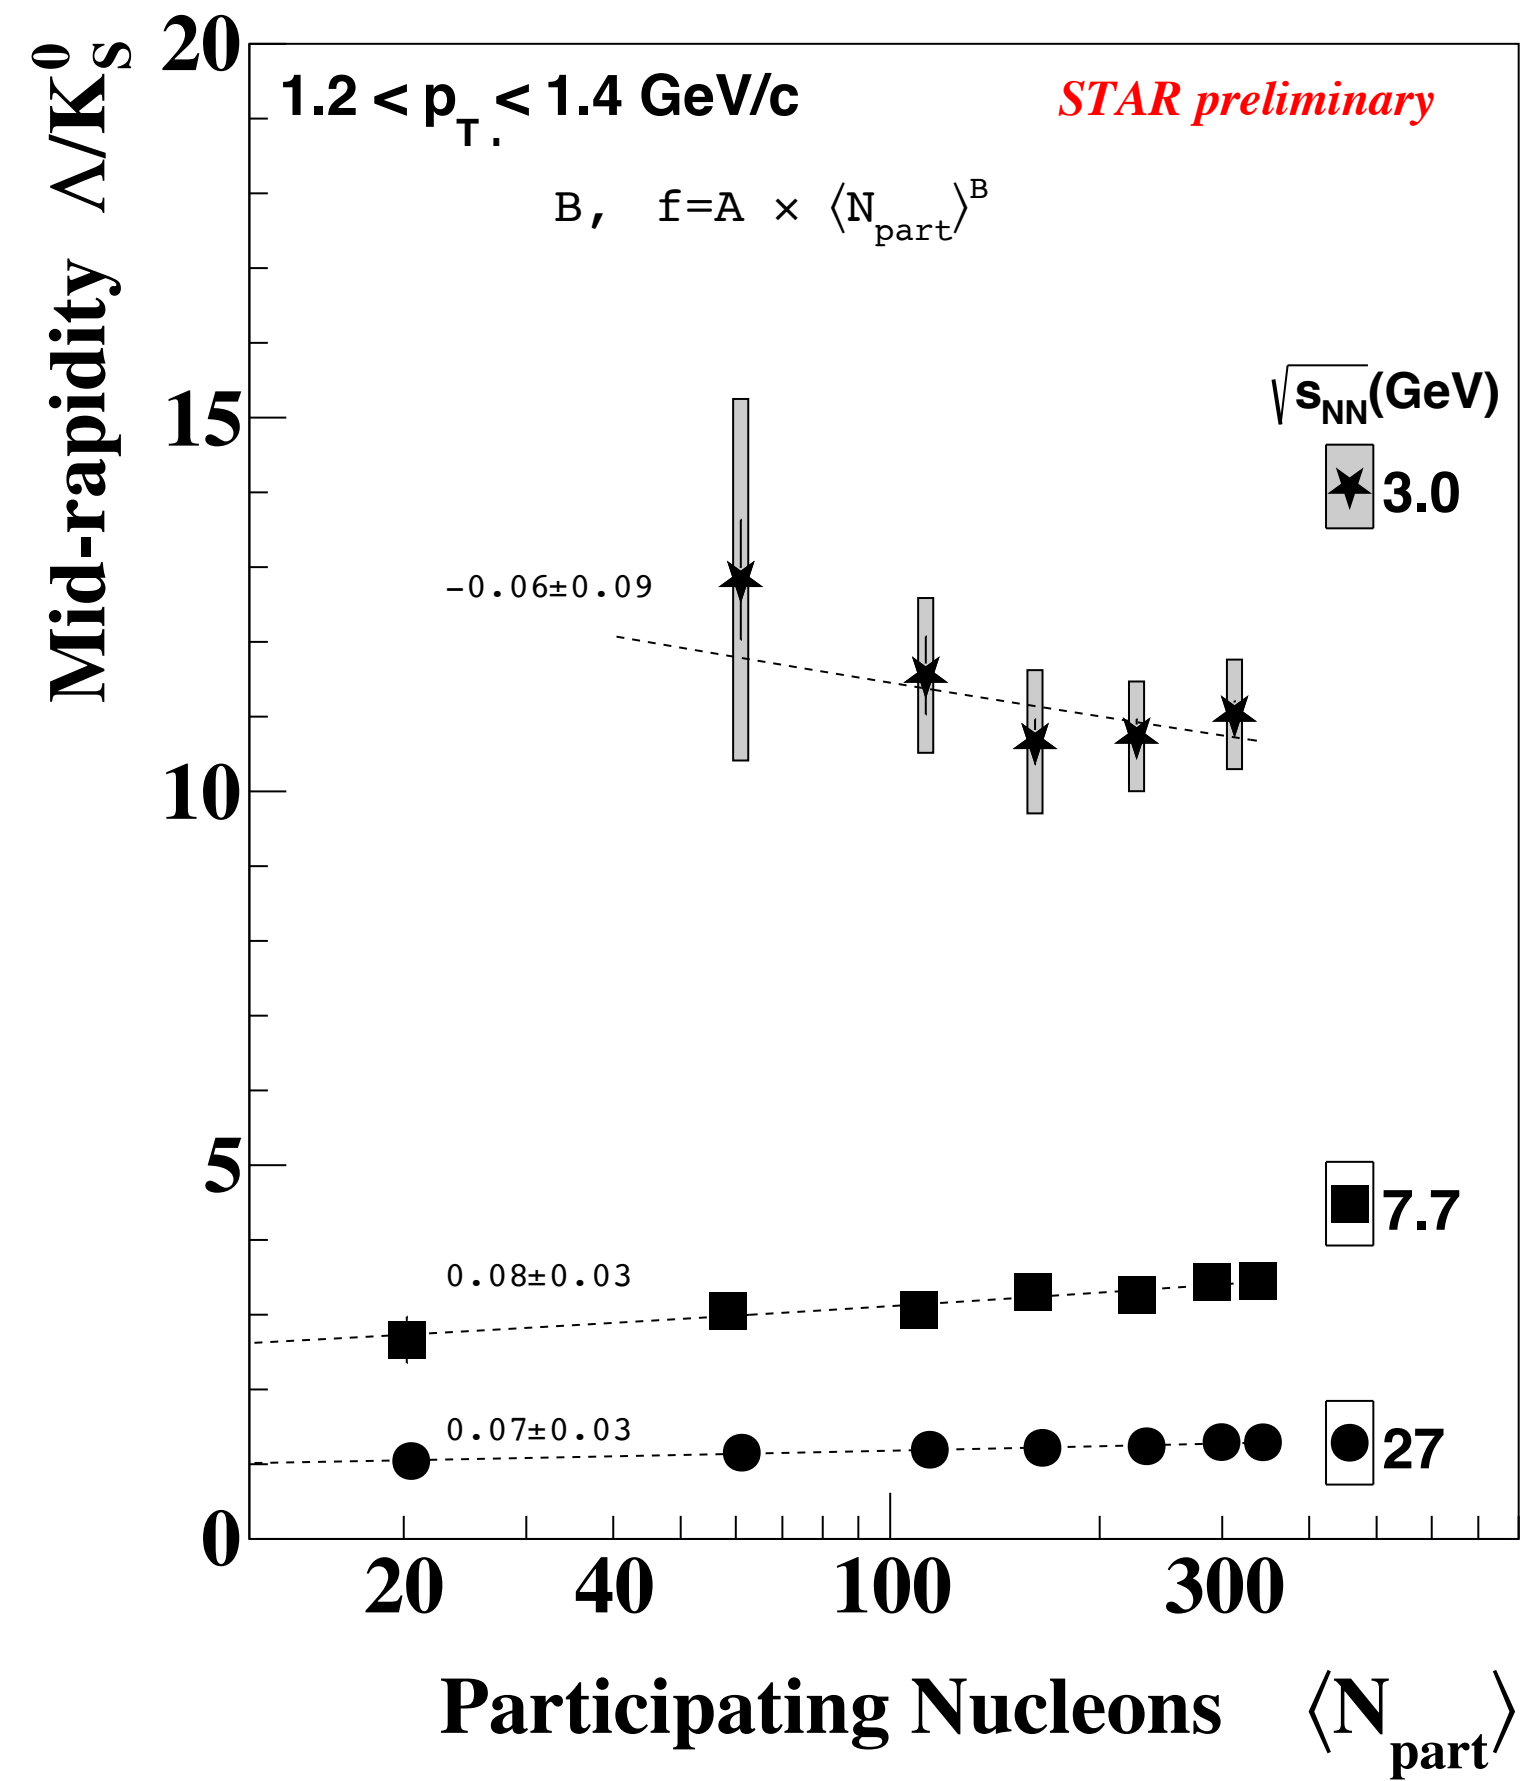 Mid-rapidity Λ/K⁰_S
20
15
10
5
0
1.2 < p_T. < 1.4 GeV/c
STAR preliminary
B, f=A × ⟨N_part⟩^B
√s_NN(GeV)
3.0
−0.06±0.09
7.7
0.08±0.03
0.07±0.03
27
20 40 100 300
Participating Nucleons ⟨N_part⟩